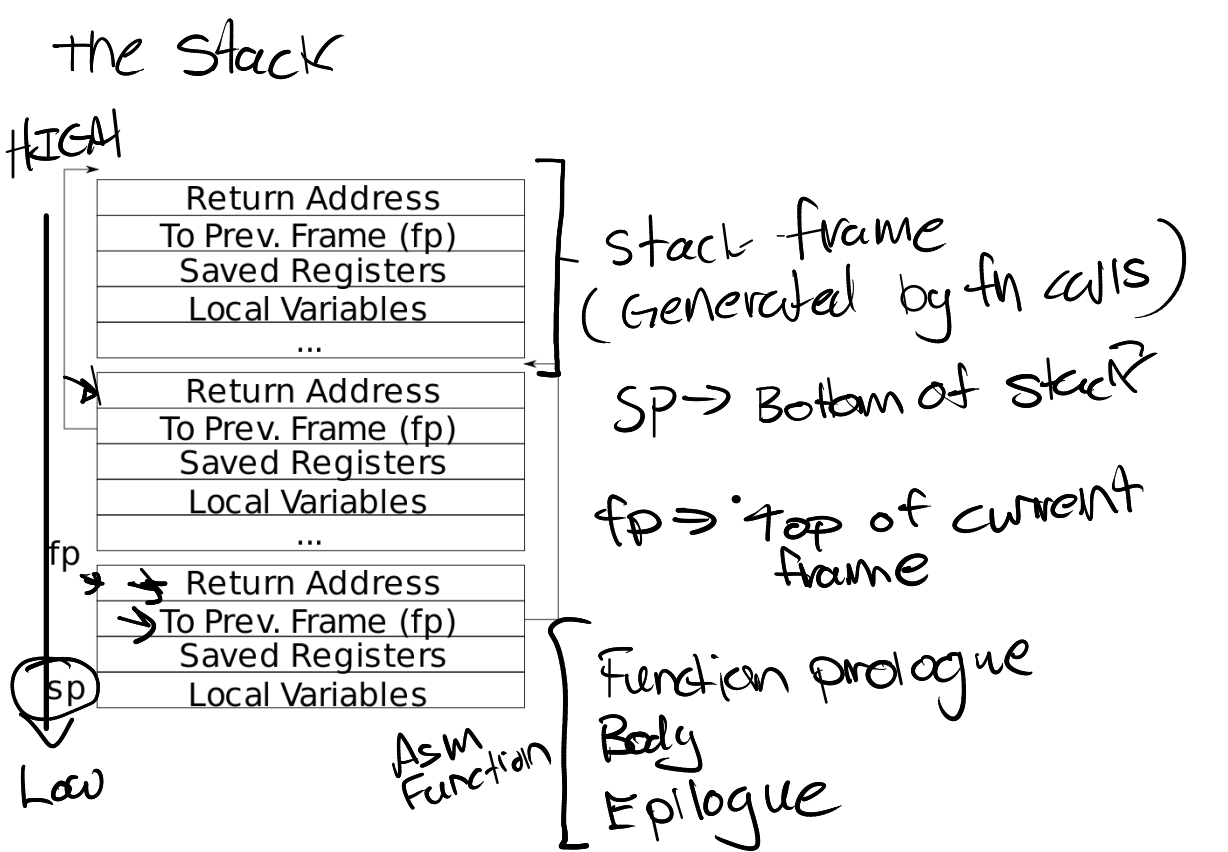 The Stack
HIGH
Return Address
To Prev. Frame (fp)
Saved Registers
Local Variables
...
Return Address
To Prev. Frame (fp)
Saved Registers
Local Variables
...
fp
Return Address
To Prev. Frame (fp)
Saved Registers
sp
Local Variables
Low
Stack frame
(Generated by fn calls)
SP → Bottom of stack
fp ⇒ Top of current
frame
Asm
Function
Function prologue
Body
Epilogue